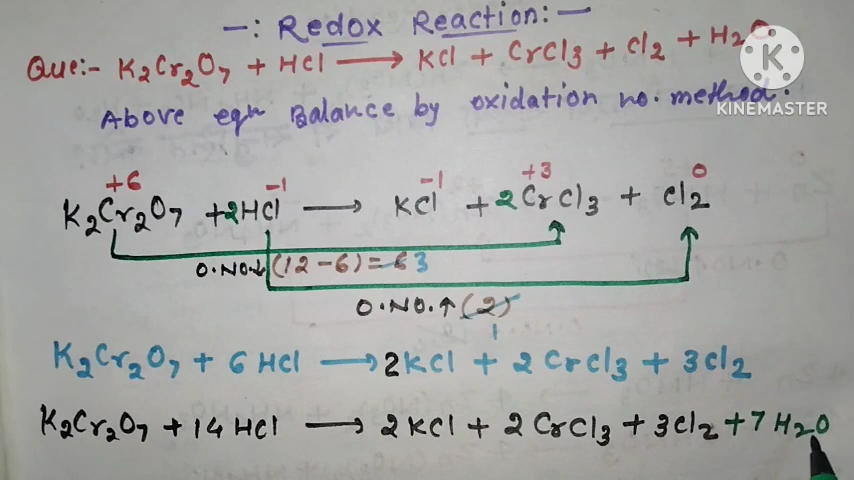 -: Redox Reaction:-
Que:- K2Cr2O7 + HCl ⟶ KCl + CrCl3 + Cl2 + H2O
K
KINEMASTER
Above eqn Balance by oxidation no. method.
+6 -1 -1 +3 0
K2Cr2O7 + 2HCl ⟶ KCl + 2CrCl3 + Cl2
O.NO.↓ (12-6) = 6 3
O.NO.↑ (2)
1
K2Cr2O7 + 6 HCl ⟶ 2KCl + 2 CrCl3 + 3Cl2
K2Cr2O7 + 14 HCl ⟶ 2 KCl + 2 CrCl3 + 3Cl2 + 7 H2O